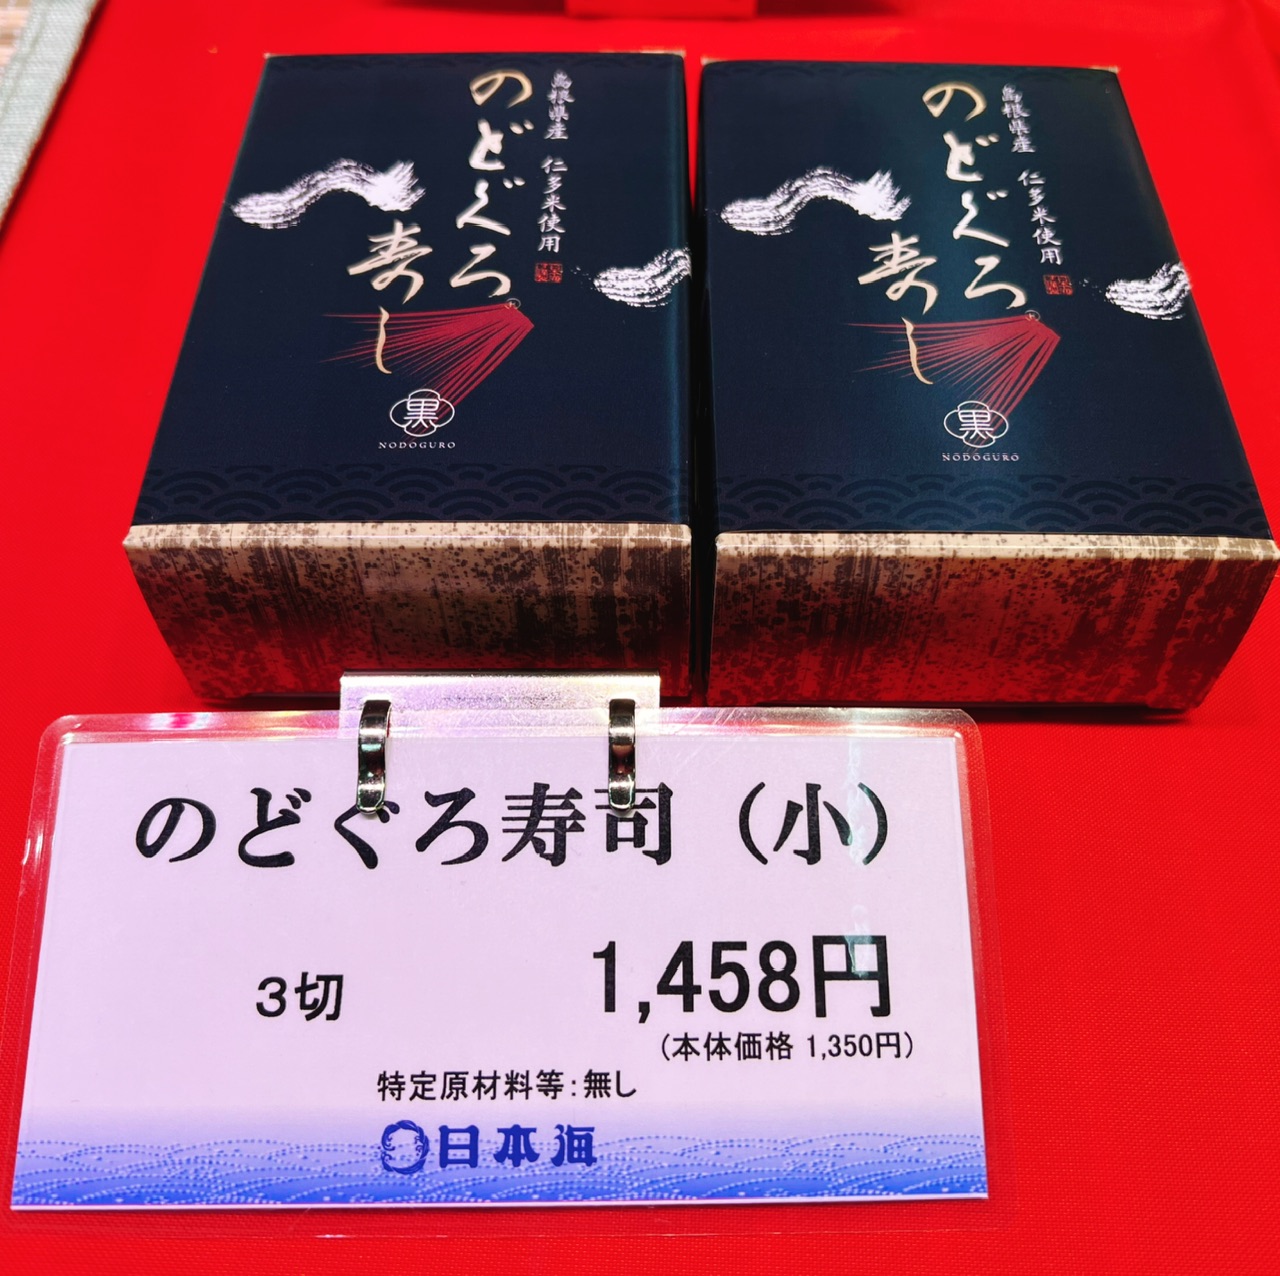 島根県産 仁多米使用
のどぐろ
寿し
黒
NODOGURO
島根県産 仁多米使用
のどぐろ
寿し
黒
NODOGURO
のどぐろ寿司（小）
3切
1,458円
(本体価格 1,350円)
特定原材料等：無し
日本海